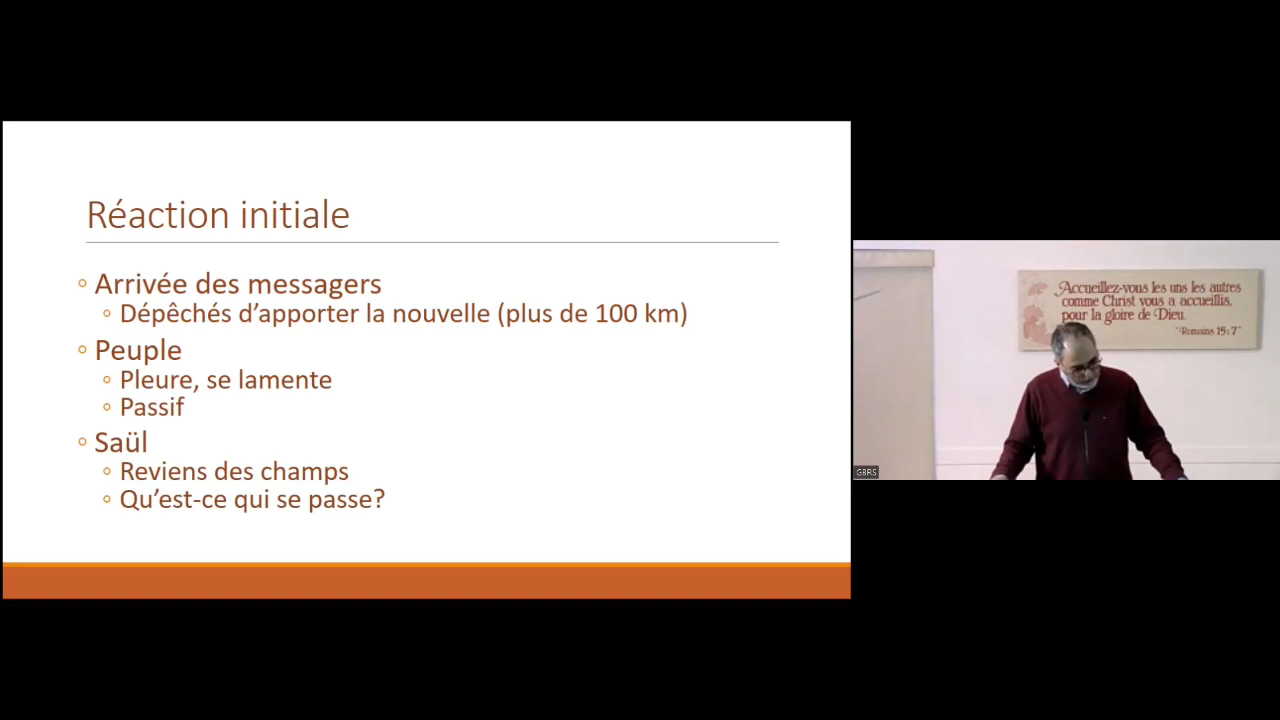 Réaction initiale
Arrivée des messagers
Dépêchés d’apporter la nouvelle (plus de 100 km)
Peuple
Pleure, se lamente
Passif
Saül
Reviens des champs
Qu’est-ce qui se passe?
Accueillez-vous les uns les autres
comme Christ vous a accueillis,
pour la gloire de Dieu.
"Romains 15:7"
GBRS